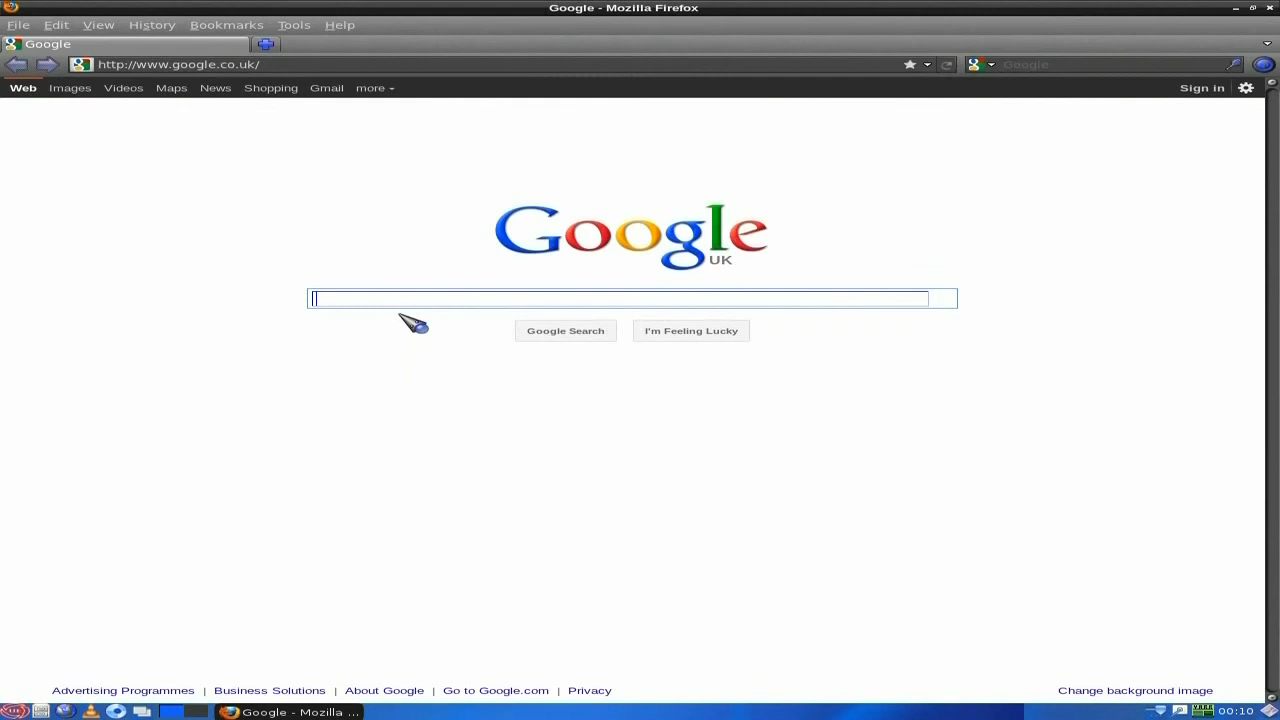 Google - Mozilla Firefox
File Edit View History Bookmarks Tools Help
Google
http://www.google.co.uk/ Google
Web Images Videos Maps News Shopping Gmail more Sign in
Google
UK
Google Search I'm Feeling Lucky
Advertising Programmes | Business Solutions | About Google | Go to Google.com | Privacy Change background image
Google - Mozilla ... 00:10